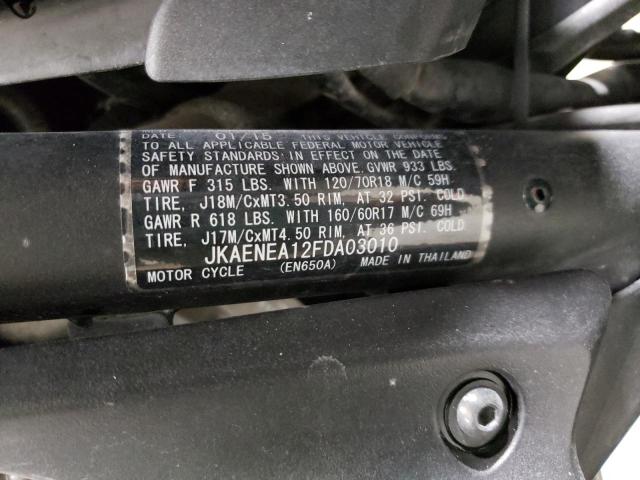 DATE 01/15 THIS VEHICLE CONFORMS
TO ALL APPLICABLE FEDERAL MOTOR VEHICLE
SAFETY STANDARDS IN EFFECT ON THE DATE
OF MANUFACTURE SHOWN ABOVE. GVWR 933 LBS.
GAWR F 315 LBS. WITH 120/70R18 M/C 59H
TIRE, J18M/CxMT3.50 RIM, AT 32 PSI. COLD
GAWR R 618 LBS. WITH 160/60R17 M/C 69H
TIRE, J17M/CxMT4.50 RIM, AT 36 PSI. COLD
JKAENEA12FDA03010
MOTOR CYCLE (EN650A) MADE IN THAILAND